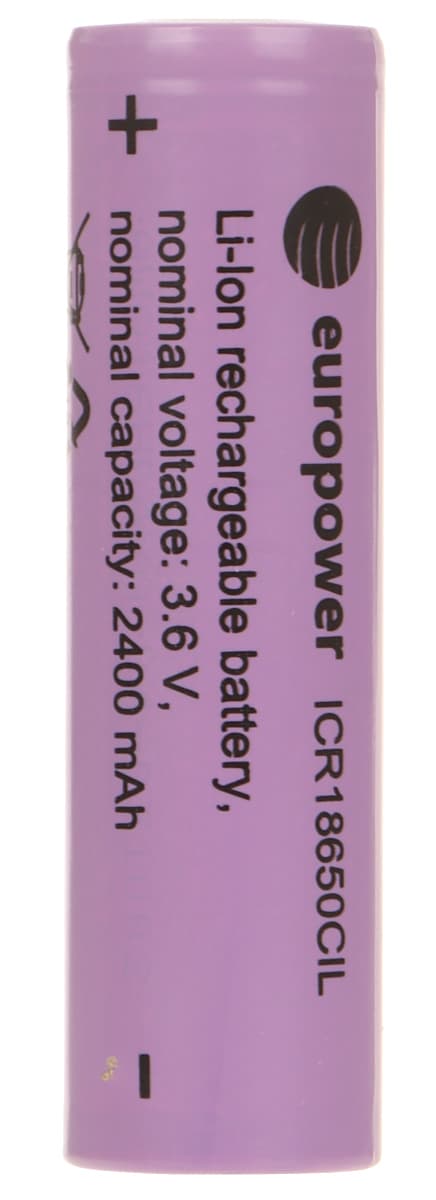 europower ICR18650CIL
Li-Ion rechargeable battery,
nominal voltage: 3.6 V,
nominal capacity: 2400 mAh
+ -